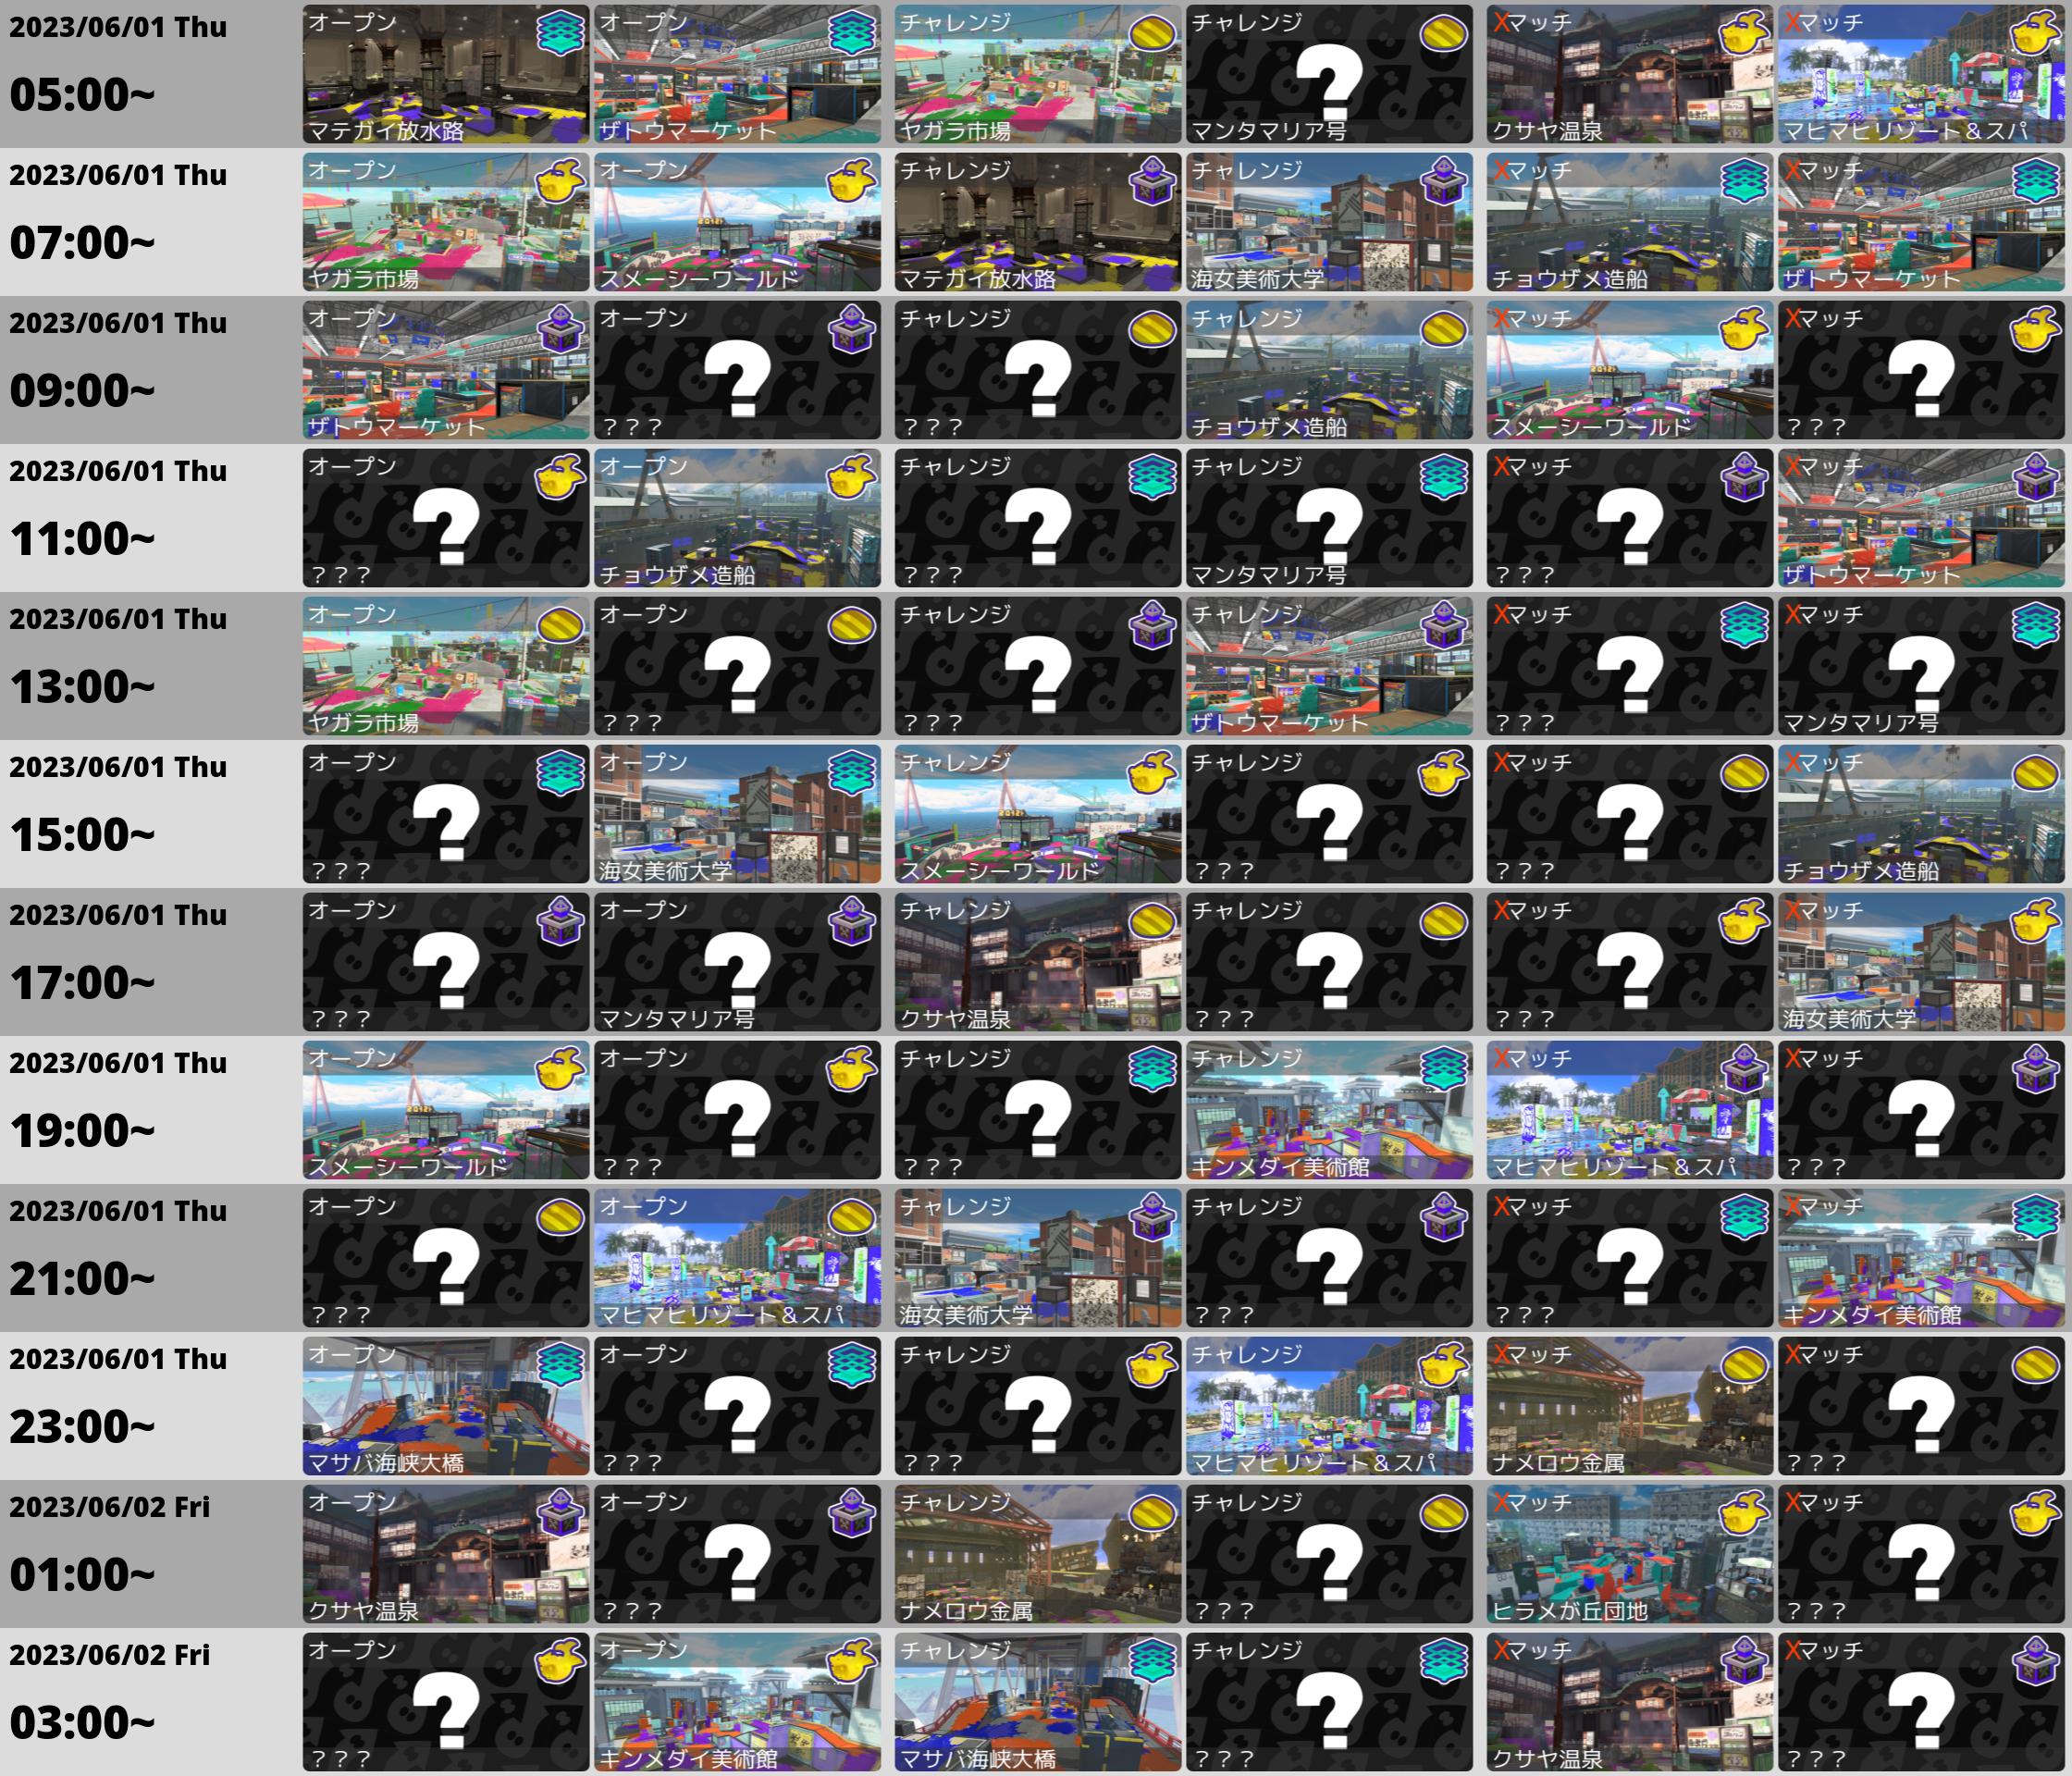 2023/06/01 Thu
05:00~
オープン
マテガイ放水路
オープン
ザトウマーケット
チャレンジ
ヤガラ市場
チャレンジ
?
マンタマリア号
Xマッチ
クサヤ温泉
Xマッチ
マヒマヒリゾート&スパ
2023/06/01 Thu
07:00~
オープン
ヤガラ市場
オープン
スメーシーワールド
チャレンジ
マテガイ放水路
チャレンジ
海女美術大学
Xマッチ
チョウザメ造船
Xマッチ
ザトウマーケット
2023/06/01 Thu
09:00~
オープン
ザトウマーケット
オープン
?
???
チャレンジ
?
???
チャレンジ
チョウザメ造船
Xマッチ
スメーシーワールド
Xマッチ
?
???
2023/06/01 Thu
11:00~
オープン
?
???
オープン
チョウザメ造船
チャレンジ
?
???
チャレンジ
?
マンタマリア号
Xマッチ
?
???
Xマッチ
ザトウマーケット
2023/06/01 Thu
13:00~
オープン
ヤガラ市場
オープン
?
???
チャレンジ
?
???
チャレンジ
ザトウマーケット
Xマッチ
?
???
Xマッチ
?
マンタマリア号
2023/06/01 Thu
15:00~
オープン
?
???
オープン
海女美術大学
チャレンジ
スメーシーワールド
チャレンジ
?
???
Xマッチ
?
???
Xマッチ
チョウザメ造船
2023/06/01 Thu
17:00~
オープン
?
???
オープン
?
マンタマリア号
チャレンジ
クサヤ温泉
チャレンジ
?
???
Xマッチ
?
???
Xマッチ
海女美術大学
2023/06/01 Thu
19:00~
オープン
スメーシーワールド
オープン
?
???
チャレンジ
?
???
チャレンジ
キンメダイ美術館
Xマッチ
マヒマヒリゾート&スパ
Xマッチ
?
???
2023/06/01 Thu
21:00~
オープン
?
???
オープン
マヒマヒリゾート&スパ
チャレンジ
海女美術大学
チャレンジ
?
???
Xマッチ
?
???
Xマッチ
キンメダイ美術館
2023/06/01 Thu
23:00~
オープン
マサバ海峡大橋
オープン
?
???
チャレンジ
?
???
チャレンジ
マヒマヒリゾート&スパ
Xマッチ
ナメロウ金属
Xマッチ
?
???
2023/06/02 Fri
01:00~
オープン
クサヤ温泉
オープン
?
???
チャレンジ
ナメロウ金属
チャレンジ
?
???
Xマッチ
ヒラメが丘団地
Xマッチ
?
???
2023/06/02 Fri
03:00~
オープン
?
???
オープン
キンメダイ美術館
チャレンジ
マサバ海峡大橋
チャレンジ
?
???
Xマッチ
クサヤ温泉
Xマッチ
?
???